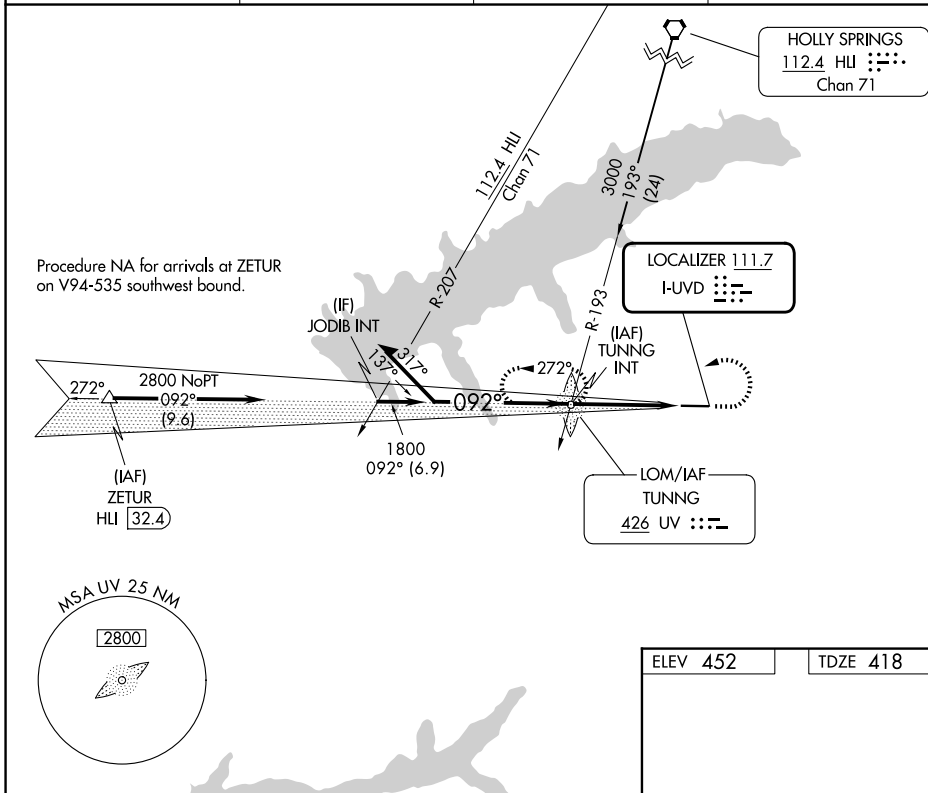 HOLLY SPRINGS
112.4 HLI
Chan 71
112.4 HLI
Chan 71
3000
193°
(24)
Procedure NA for arrivals at ZETUR
on V94-535 southwest bound.
LOCALIZER 111.7
I-UVD
R-207
R-193
(IF)
JODIB INT
(IAF)
TUNNG
INT
317°
137°
272°
272°
2800 NoPT
092°
(9.6)
092°
1800
092° (6.9)
(IAF)
ZETUR
HLI 32.4
LOM/IAF
TUNNG
426 UV
MSA UV 25 NM
2800
ELEV 452
TDZE 418